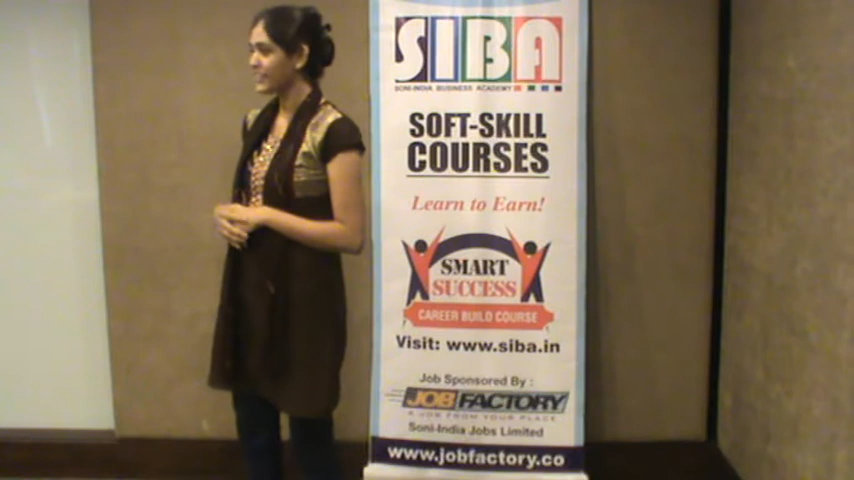 SIBA
SONI-INDIA BUSINESS ACADEMY
SOFT-SKILL
COURSES
Learn to Earn!
SMART
SUCCESS
CAREER BUILD COURSE
Visit: www.siba.in
Job Sponsored By :
JOB FACTORY
A JOB FROM YOUR PLACE
Soni-India Jobs Limited
www.jobfactory.co